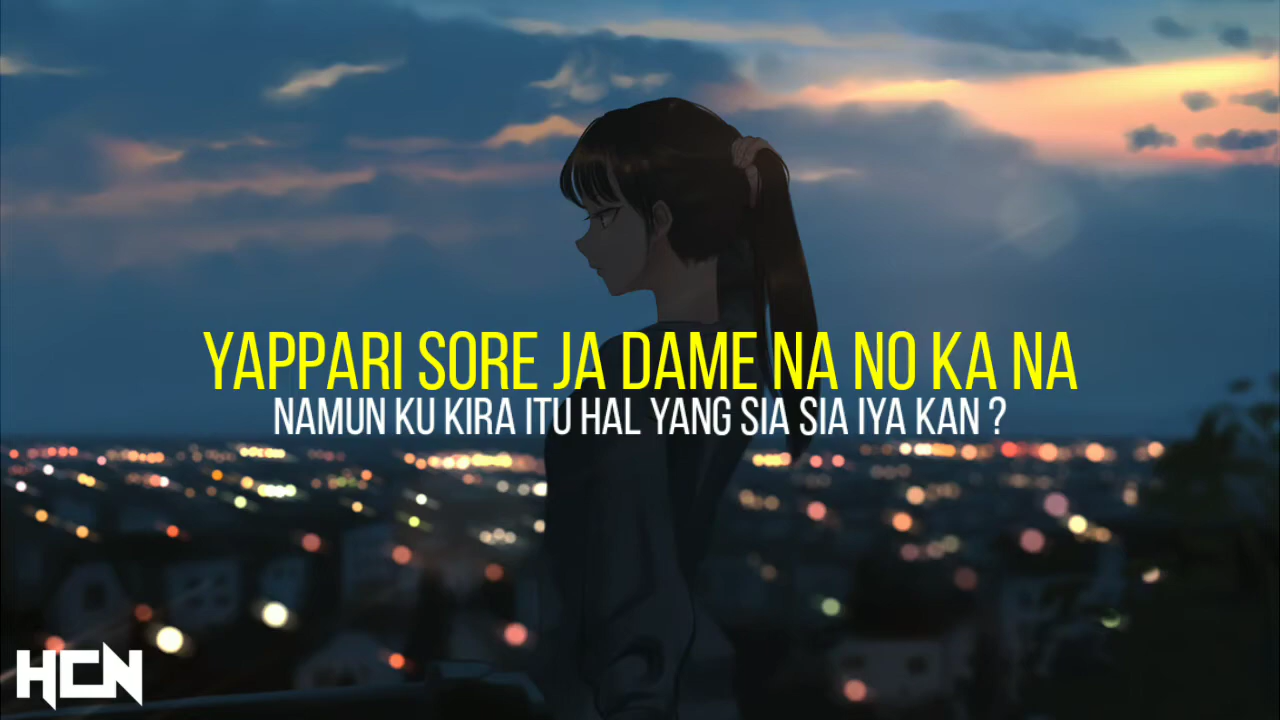 YAPPARI SORE JA DAME NA NO KA NA
NAMUN KU KIRA ITU HAL YANG SIA SIA IYA KAN ?
HCN